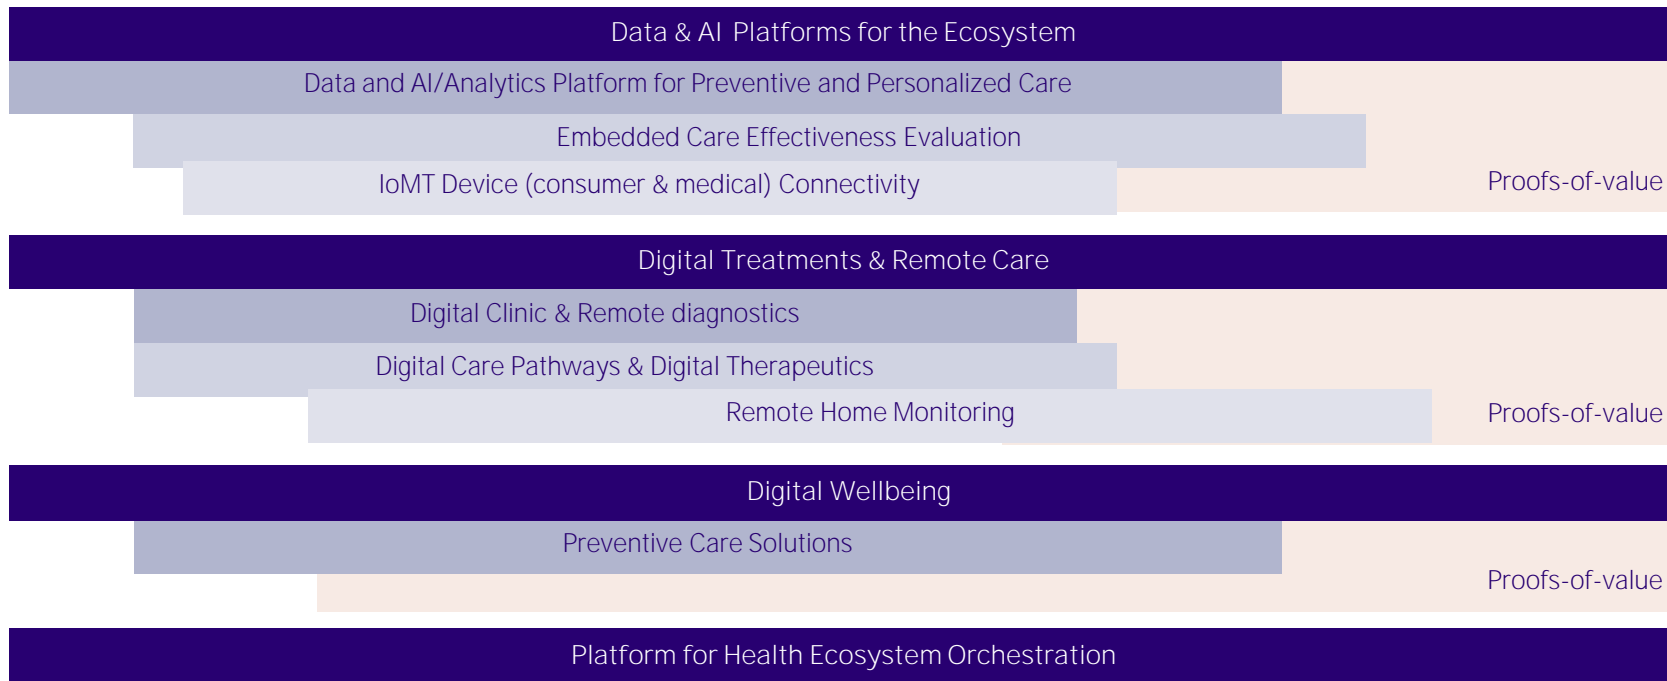 Data & AI Platforms for the Ecosystem
Data and AI/Analytics Platform for Preventive and Personalized Care
Embedded Care Effectiveness Evaluation
IoMT Device (consumer & medical) Connectivity
Proofs-of-value
Digital Treatments & Remote Care
Digital Clinic & Remote diagnostics
Digital Care Pathways & Digital Therapeutics
Remote Home Monitoring
Proofs-of-value
Digital Wellbeing
Preventive Care Solutions
Proofs-of-value
Platform for Health Ecosystem Orchestration